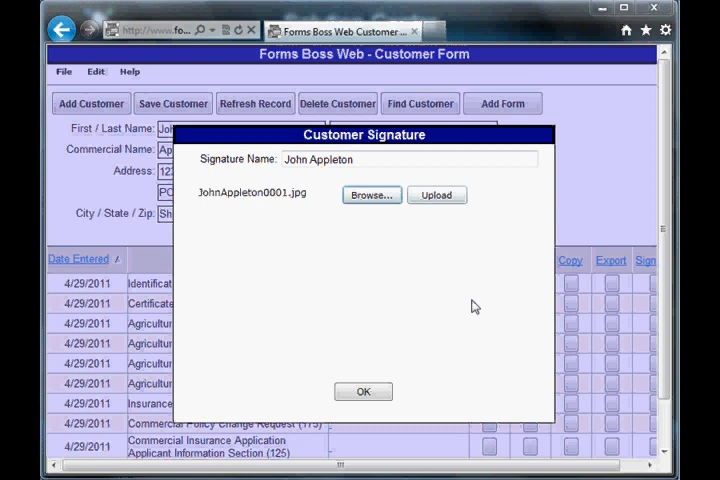 http://www.fo...
Forms Boss Web Customer ...
Forms Boss Web - Customer Form
File Edit Help
Add Customer Save Customer Refresh Record Delete Customer Find Customer Add Form
First / Last Name:
Commercial Name:
Address:
City / State / Zip:
Customer Signature
Signature Name: John Appleton
JohnAppleton0001.jpg Browse... Upload
OK
Date Entered Copy Export
4/29/2011
4/29/2011
4/29/2011
4/29/2011
4/29/2011
4/29/2011
4/29/2011
4/29/2011 Commercial Policy Change Request (175)
4/29/2011 Commercial Insurance Application
Applicant Information Section (125)